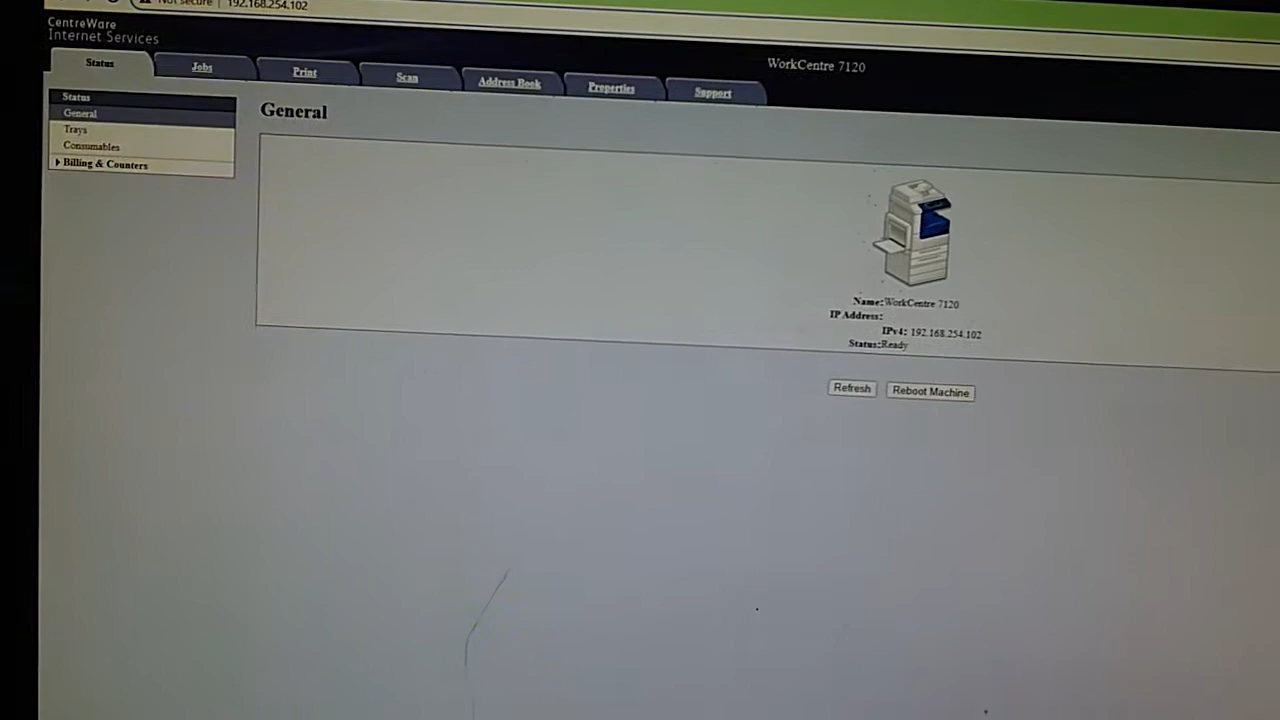 Not secure | 192.168.254.102
CentreWare
Internet Services
WorkCentre 7120
Status
Jobs
Print
Scan
Address Book
Properties
Support
Status
General
Trays
Consumables
Billing & Counters
General
Name:WorkCentre 7120
IP Address:
IPv4: 192.168.254.102
Status:Ready
Refresh
Reboot Machine